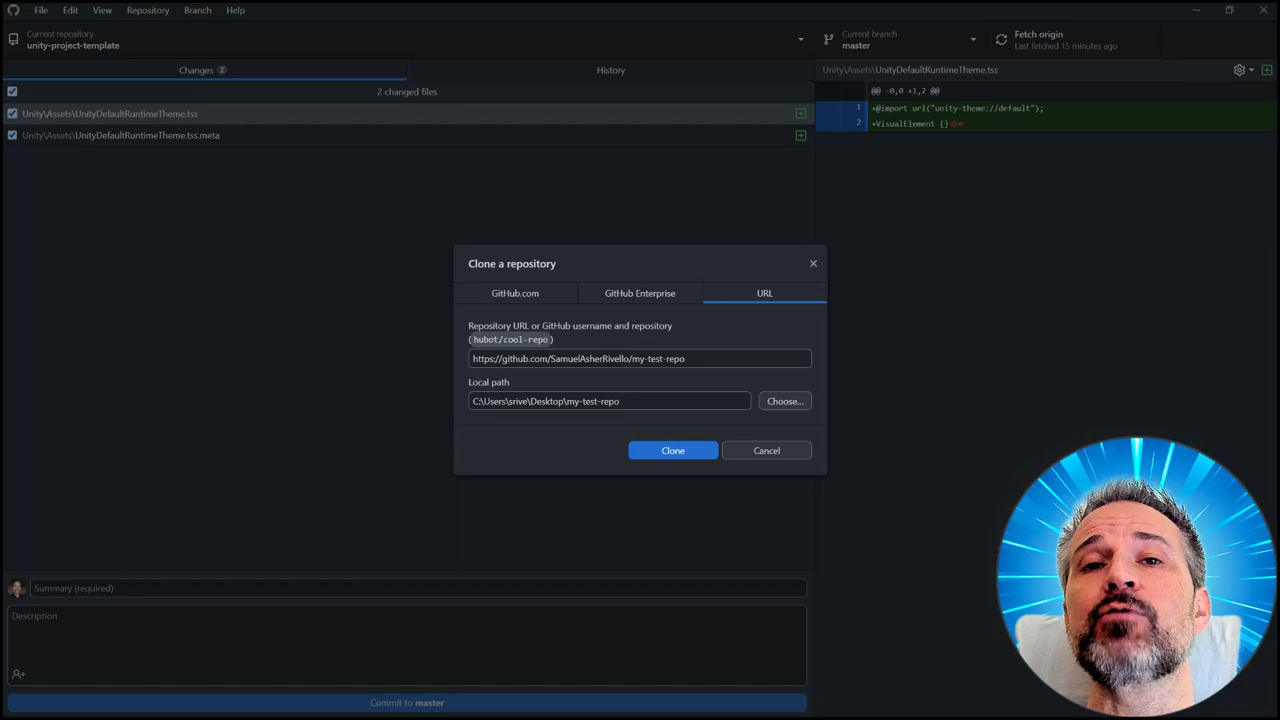 File Edit View Repository Branch Help
Current repository
unity-project-template
Current branch
master
Fetch origin
Last fetched 15 minutes ago
Changes 2
History
Unity\Assets\UnityDefaultRuntimeTheme.tss
2 changed files
@@ -0,0 +1,2 @@
Unity\Assets\UnityDefaultRuntimeTheme.tss
1 +@import url("unity-theme://default");
2 +VisualElement {}
Unity\Assets\UnityDefaultRuntimeTheme.tss.meta
Clone a repository
GitHub.com GitHub Enterprise URL
Repository URL or GitHub username and repository
(hubot/cool-repo)
https://github.com/SamuelAsherRivello/my-test-repo
Local path
C:\Users\srive\Desktop\my-test-repo
Choose...
Clone Cancel
Summary (required)
Description
Commit to master